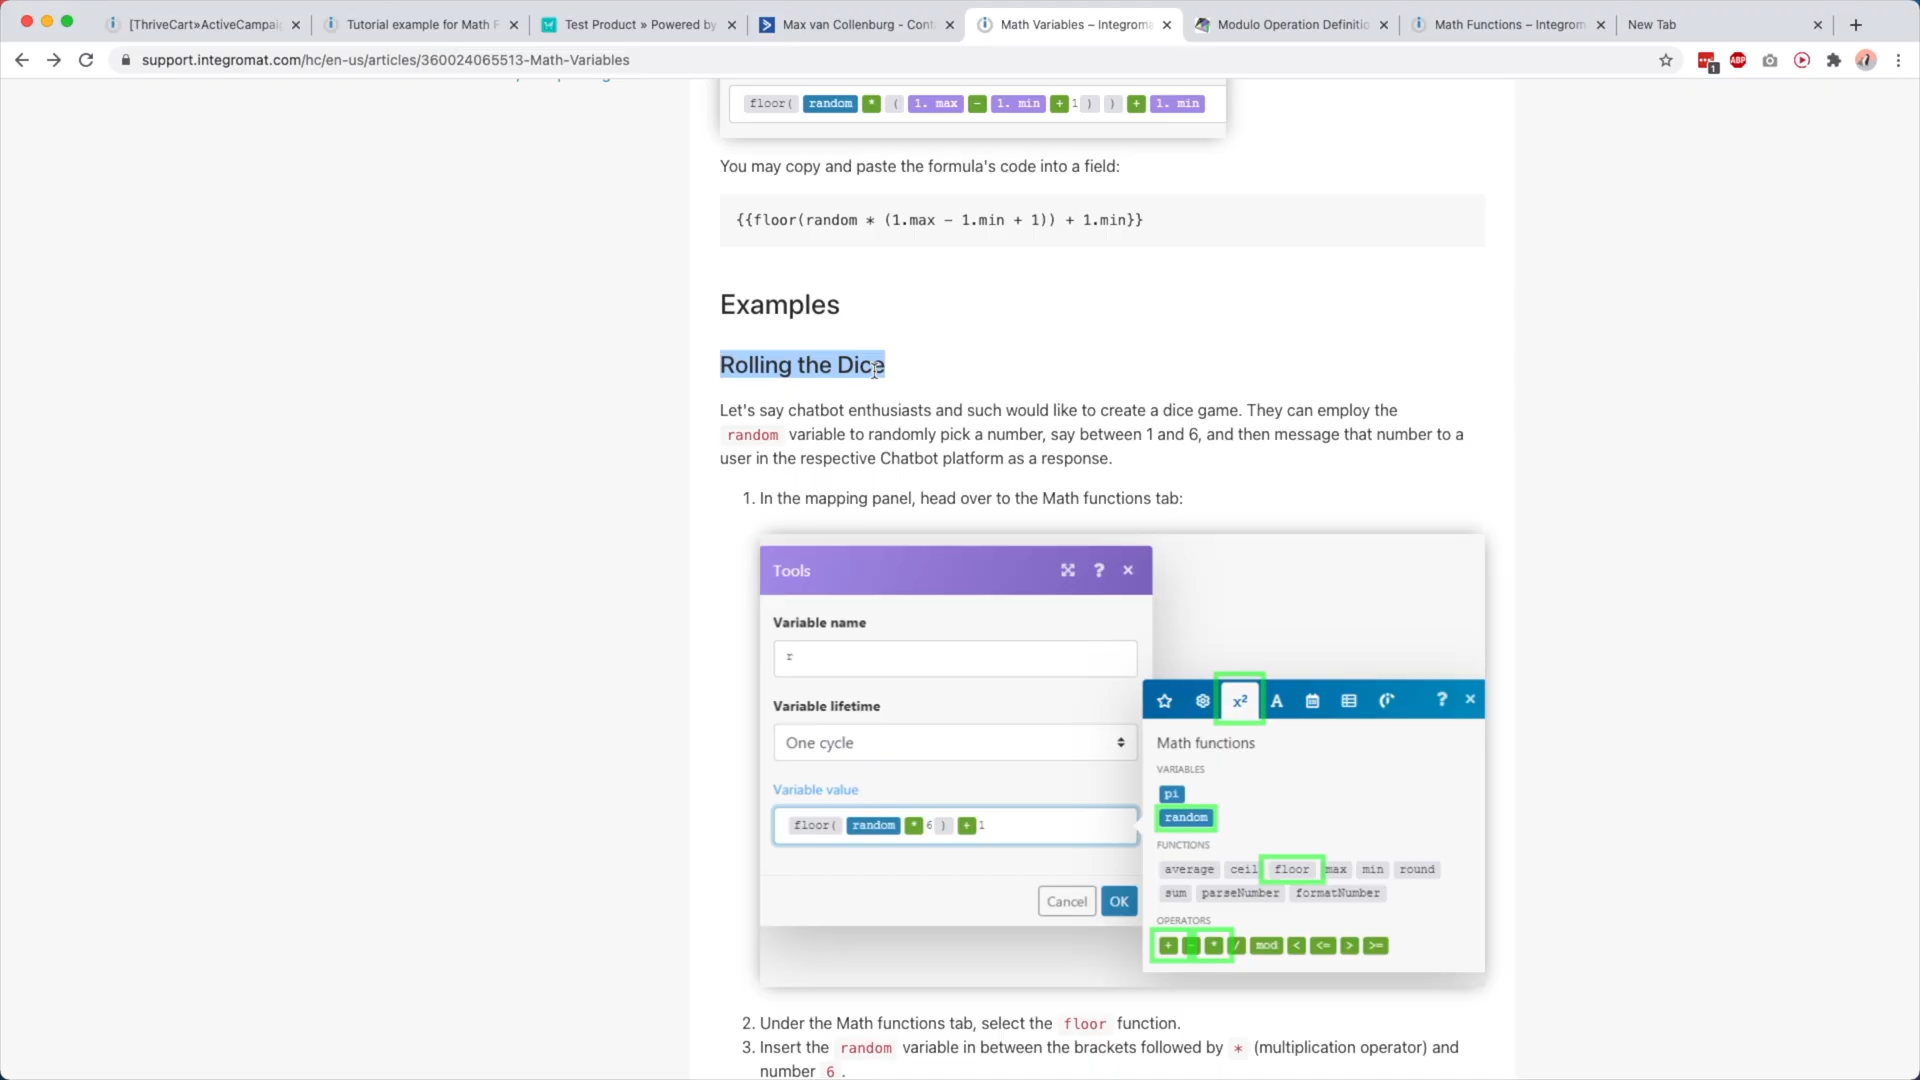 [ThriveCart»ActiveCampai
Tutorial example for Math F
Test Product » Powered by
Max van Collenburg - Cont
Math Variables – Integroma
Modulo Operation Definitio
Math Functions – Integrom
New Tab
support.integromat.com/hc/en-us/articles/360024065513-Math-Variables
1
ABP
floor( random * ( 1. max - 1. min + 1 ) ) + 1. min
You may copy and paste the formula's code into a field:
{{floor(random * (1.max − 1.min + 1)) + 1.min}}
Examples
Rolling the Dice
Let's say chatbot enthusiasts and such would like to create a dice game. They can employ the
random variable to randomly pick a number, say between 1 and 6, and then message that number to a
user in the respective Chatbot platform as a response.
1. In the mapping panel, head over to the Math functions tab:
Tools
?
Variable name
r
Variable lifetime
One cycle
Variable value
floor( random * 6 ) + 1
Cancel OK
x² A ?
Math functions
VARIABLES
pi
random
FUNCTIONS
average ceil floor max min round
sum parseNumber formatNumber
OPERATORS
+ - * / mod < <= > >=
2. Under the Math functions tab, select the floor function.
3. Insert the random variable in between the brackets followed by * (multiplication operator) and
number 6 .